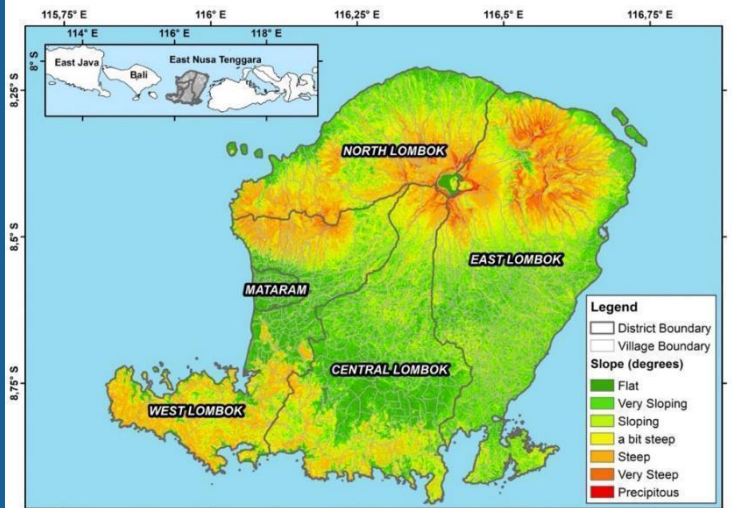 115,75° E
116° E
116,25° E
116,5° E
116,75° E
114° E
116° E
118° E
8° S
East Java
Bali
East Nusa Tenggara
8,25° S
8,5° S
8,75° S
NORTH LOMBOK
EAST LOMBOK
MATARAM
CENTRAL LOMBOK
WEST LOMBOK
Legend
District Boundary
Village Boundary
Slope (degrees)
Flat
Very Sloping
Sloping
a bit steep
Steep
Very Steep
Precipitous